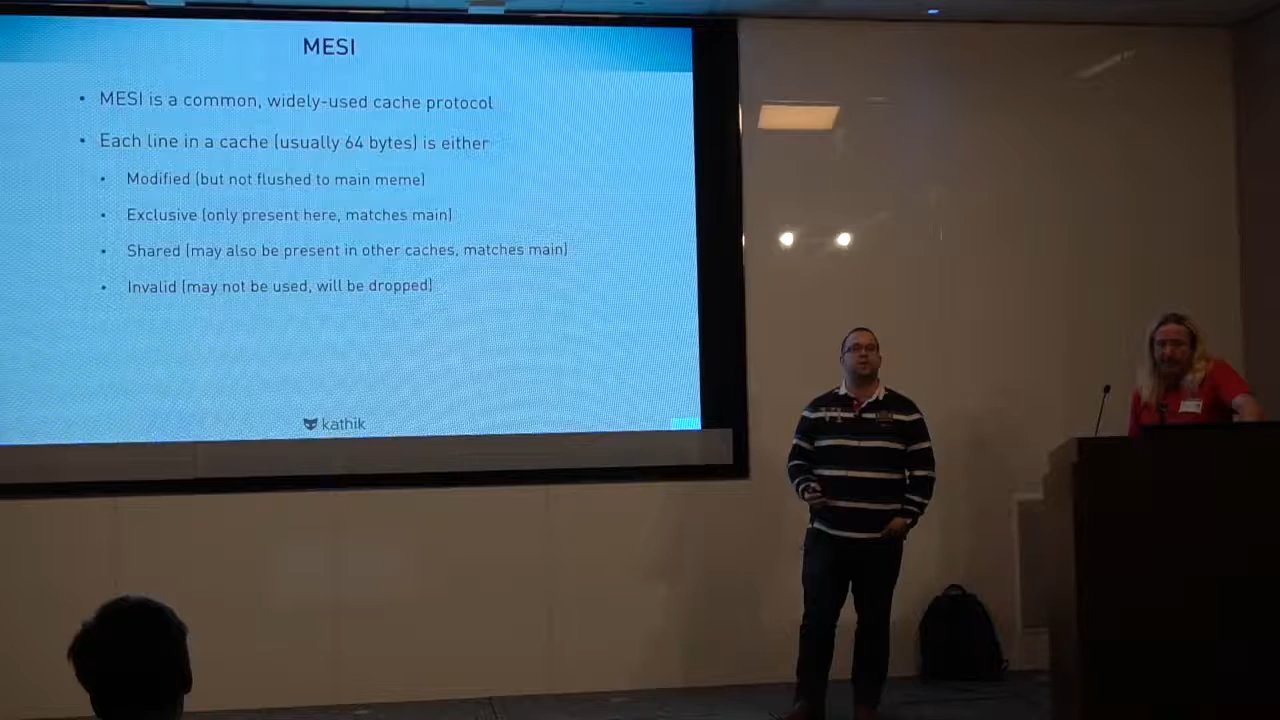 MESI
• MESI is a common, widely-used cache protocol
• Each line in a cache (usually 64 bytes) is either
• Modified (but not flushed to main meme)
• Exclusive (only present here, matches main)
• Shared (may also be present in other caches, matches main)
• Invalid (may not be used, will be dropped)
kathik